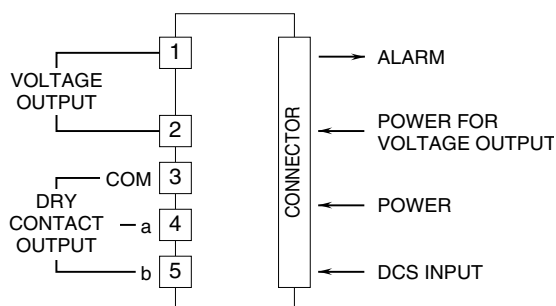 1
VOLTAGE
OUTPUT
2
COM 3
DRY
CONTACT
OUTPUT
a 4
b 5
CONNECTOR
ALARM
POWER FOR
VOLTAGE OUTPUT
POWER
DCS INPUT